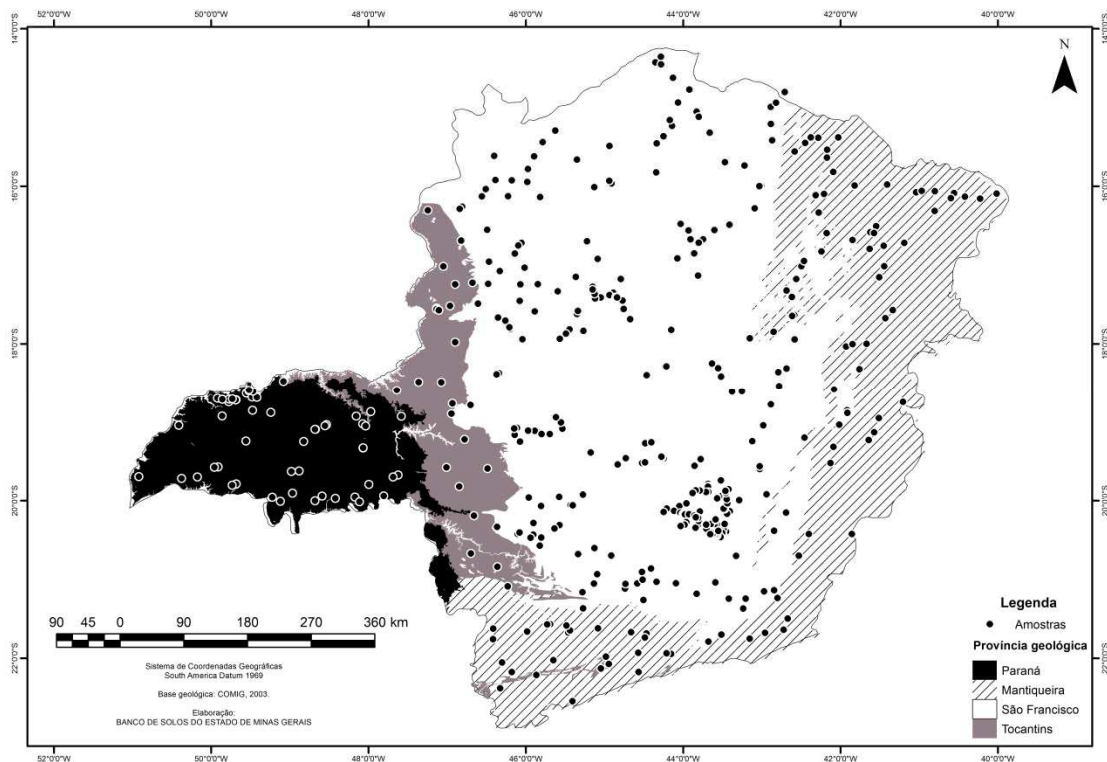 52°0'0"W 50°0'0"W 48°0'0"W 46°0'0"W 44°0'0"W 42°0'0"W 40°0'0"W
14°0'0"S 14°0'0"S
N
16°0'0"S 16°0'0"S
18°0'0"S 18°0'0"S
20°0'0"S 20°0'0"S
22°0'0"S 22°0'0"S
90 45 0 90 180 270 360 km
Sistema de Coordenadas Geográficas
South America Datum 1969
Base geológica: COMIG, 2003.
Elaboração:
BANCO DE SOLOS DO ESTADO DE MINAS GERAIS
Legenda
Amostras
Província geológica
Paraná
Mantiqueira
São Francisco
Tocantins
52°0'0"W 50°0'0"W 48°0'0"W 46°0'0"W 44°0'0"W 42°0'0"W 40°0'0"W